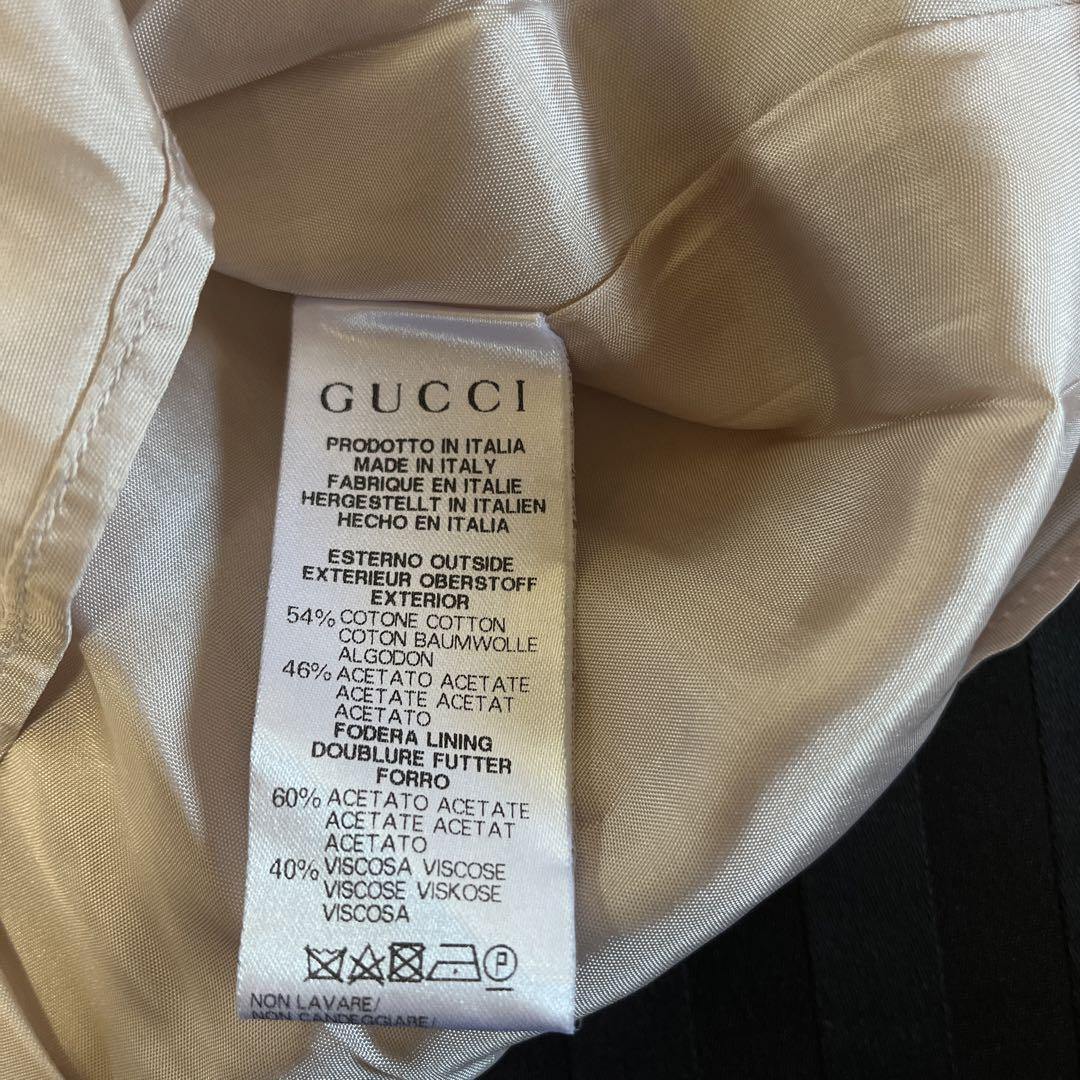 GUCCI
PRODOTTO IN ITALIA
MADE IN ITALY
FABRIQUE EN ITALIE
HERGESTELLT IN ITALIEN
HECHO EN ITALIA
ESTERNO OUTSIDE
EXTERIEUR OBERSTOFF
EXTERIOR
54% COTONE COTTON
COTON BAUMWOLLE
ALGODON
46% ACETATO ACETATE
ACETATE ACETAT
ACETATO
FODERA LINING
DOUBLURE FUTTER
FORRO
60% ACETATO ACETATE
ACETATE ACETAT
ACETATO
40% VISCOSA VISCOSE
VISCOSE VISKOSE
VISCOSA
P
NON LAVARE/
NON CANDEGGIARE/